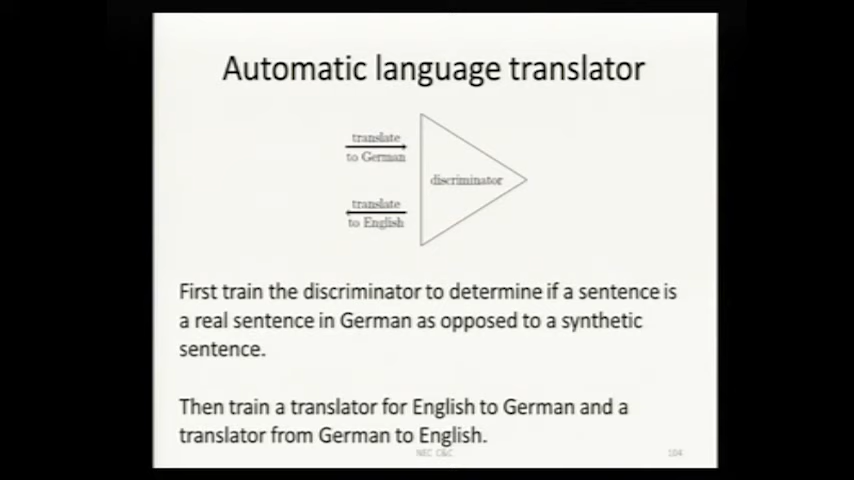 Automatic language translator
translate
to German
discriminator
translate
to English
First train the discriminator to determine if a sentence is
a real sentence in German as opposed to a synthetic
sentence.
Then train a translator for English to German and a
translator from German to English.
NEC C&C
104